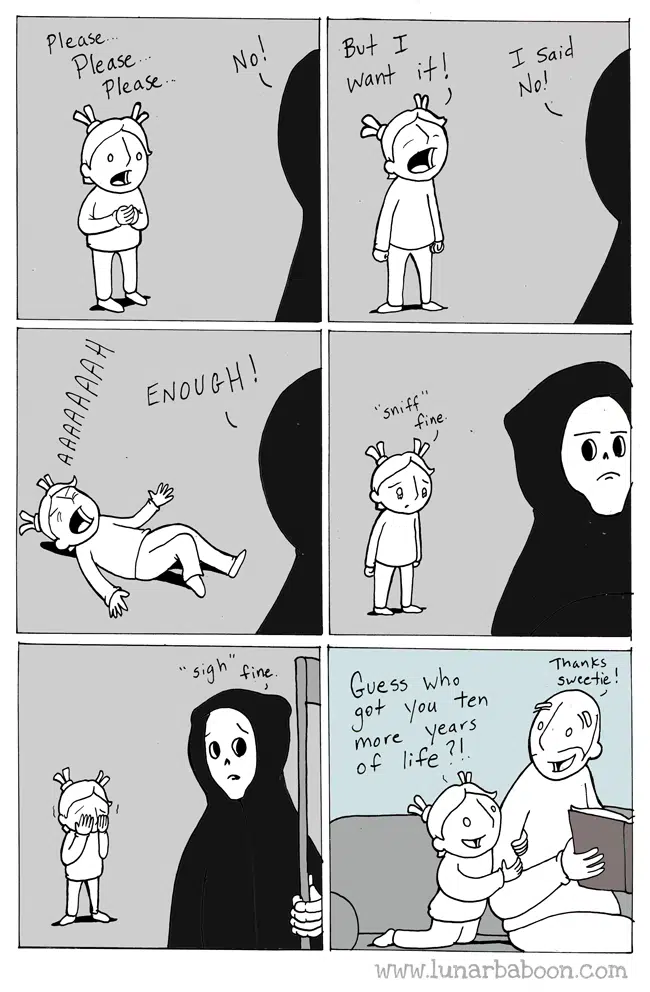 Please...
Please...
Please...
No!
But I
want it!
I said
No!
AAAAAAAAH
ENOUGH!
"sniff"
fine.
"sigh" fine.
Guess who
got you ten
more years
of life?!
Thanks
sweetie!
www.lunarbaboon.com